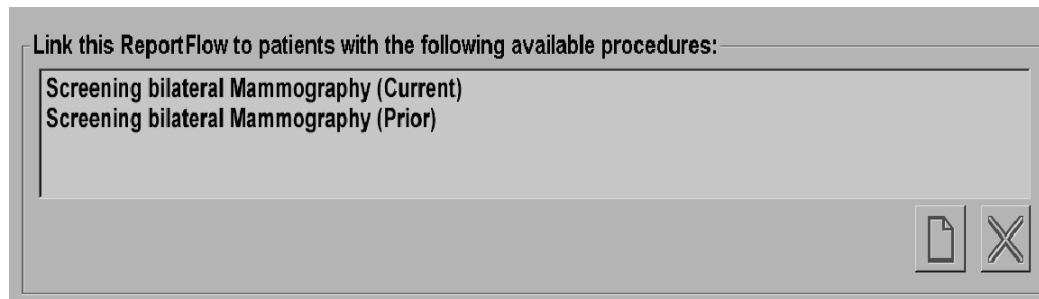 Link this ReportFlow to patients with the following available procedures:
Screening bilateral Mammography (Current)
Screening bilateral Mammography (Prior)